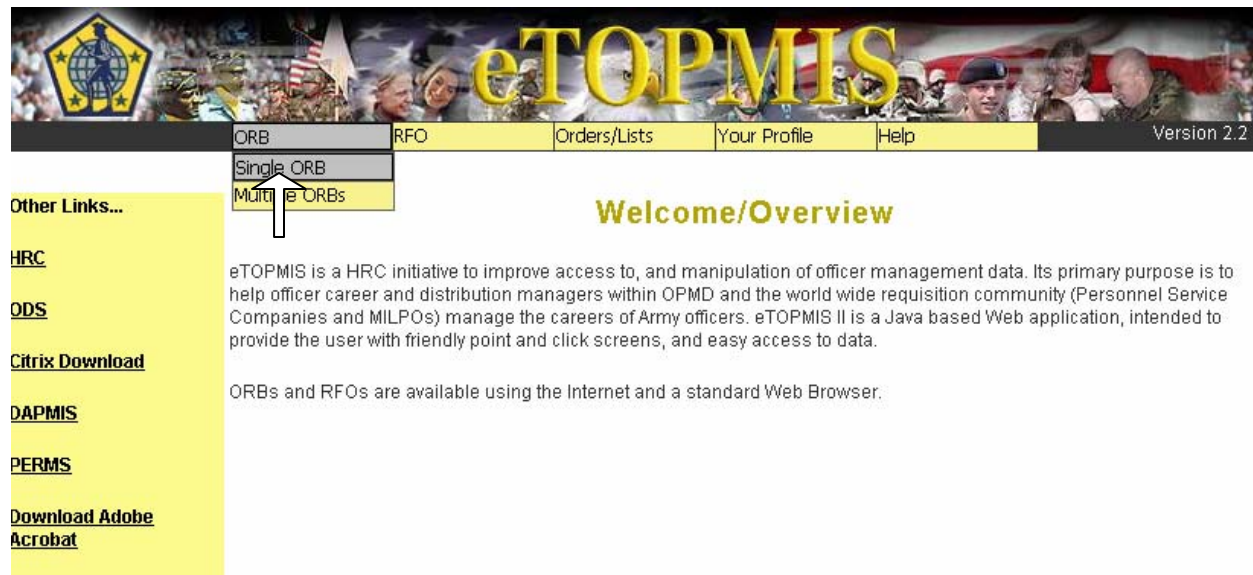 eTOPMIS
ORB RFO Orders/Lists Your Profile Help Version 2.2
Single ORB
Multiple ORBs
Other Links...
HRC
ODS
Citrix Download
DAPMIS
PERMS
Download Adobe
Acrobat
Welcome/Overview
eTOPMIS is a HRC initiative to improve access to, and manipulation of officer management data. Its primary purpose is to
help officer career and distribution managers within OPMD and the world wide requisition community (Personnel Service
Companies and MILPOs) manage the careers of Army officers. eTOPMIS II is a Java based Web application, intended to
provide the user with friendly point and click screens, and easy access to data.
ORBs and RFOs are available using the Internet and a standard Web Browser.